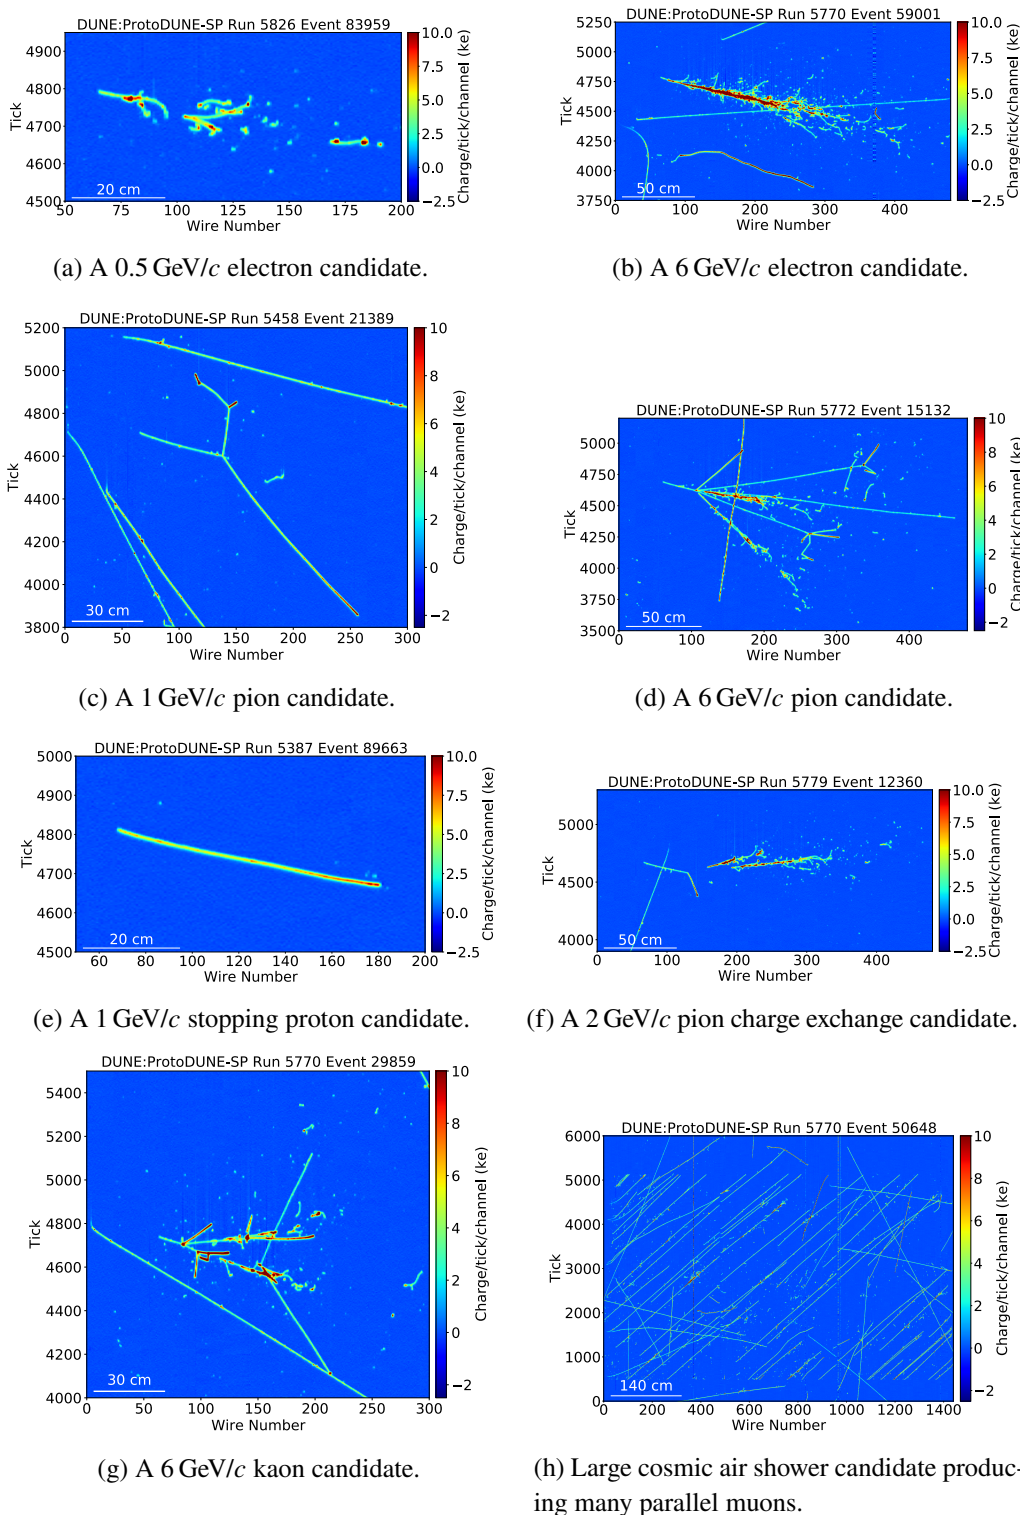 DUNE:ProtoDUNE-SP Run 5826 Event 83959
4900
4800
4700
4600
4500
Tick
20 cm
50 75 100 125 150 175 200
Wire Number
10.0
7.5
5.0
2.5
0.0
−2.5
Charge/tick/channel (ke)
(a) A 0.5 GeV/c electron candidate.
DUNE:ProtoDUNE-SP Run 5770 Event 59001
5250
5000
4750
4500
4250
4000
3750
Tick
50 cm
0 100 200 300 400
Wire Number
10.0
7.5
5.0
2.5
0.0
−2.5
Charge/tick/channel (ke)
(b) A 6 GeV/c electron candidate.
DUNE:ProtoDUNE-SP Run 5458 Event 21389
5200
5000
4800
4600
4400
4200
4000
3800
Tick
30 cm
0 50 100 150 200 250 300
Wire Number
10
8
6
4
2
0
−2
Charge/tick/channel (ke)
(c) A 1 GeV/c pion candidate.
DUNE:ProtoDUNE-SP Run 5772 Event 15132
5000
4750
4500
4250
4000
3750
3500
Tick
50 cm
0 100 200 300 400
Wire Number
10
8
6
4
2
0
−2
Charge/tick/channel (ke)
(d) A 6 GeV/c pion candidate.
DUNE:ProtoDUNE-SP Run 5387 Event 89663
5000
4900
4800
4700
4600
4500
Tick
20 cm
60 80 100 120 140 160 180 200
Wire Number
10.0
7.5
5.0
2.5
0.0
−2.5
Charge/tick/channel (ke)
(e) A 1 GeV/c stopping proton candidate.
DUNE:ProtoDUNE-SP Run 5779 Event 12360
5000
4500
4000
Tick
50 cm
0 100 200 300 400
Wire Number
10.0
7.5
5.0
2.5
0.0
−2.5
Charge/tick/channel (ke)
(f) A 2 GeV/c pion charge exchange candidate.
DUNE:ProtoDUNE-SP Run 5770 Event 29859
5400
5200
5000
4800
4600
4400
4200
4000
Tick
30 cm
0 50 100 150 200 250 300
Wire Number
10
8
6
4
2
0
−2
Charge/tick/channel (ke)
(g) A 6 GeV/c kaon candidate.
DUNE:ProtoDUNE-SP Run 5770 Event 50648
6000
5000
4000
3000
2000
1000
0
Tick
140 cm
0 200 400 600 800 1000 1200 1400
Wire Number
10
8
6
4
2
0
−2
Charge/tick/channel (ke)
(h) Large cosmic air shower candidate produc-
ing many parallel muons.